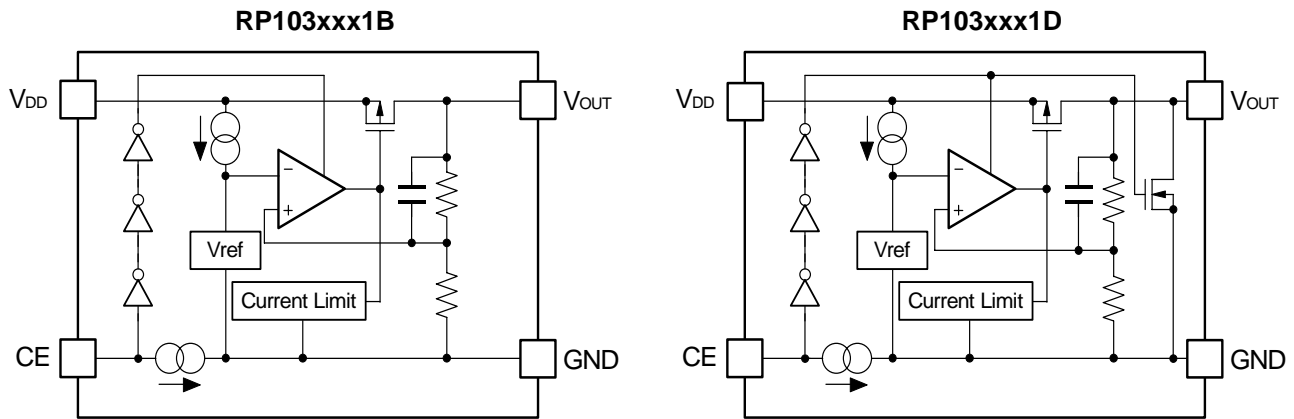 RP103xxx1B
VDD
VOUT
−
+
Vref
Current Limit
CE
GND
RP103xxx1D
VDD
VOUT
−
+
Vref
Current Limit
CE
GND